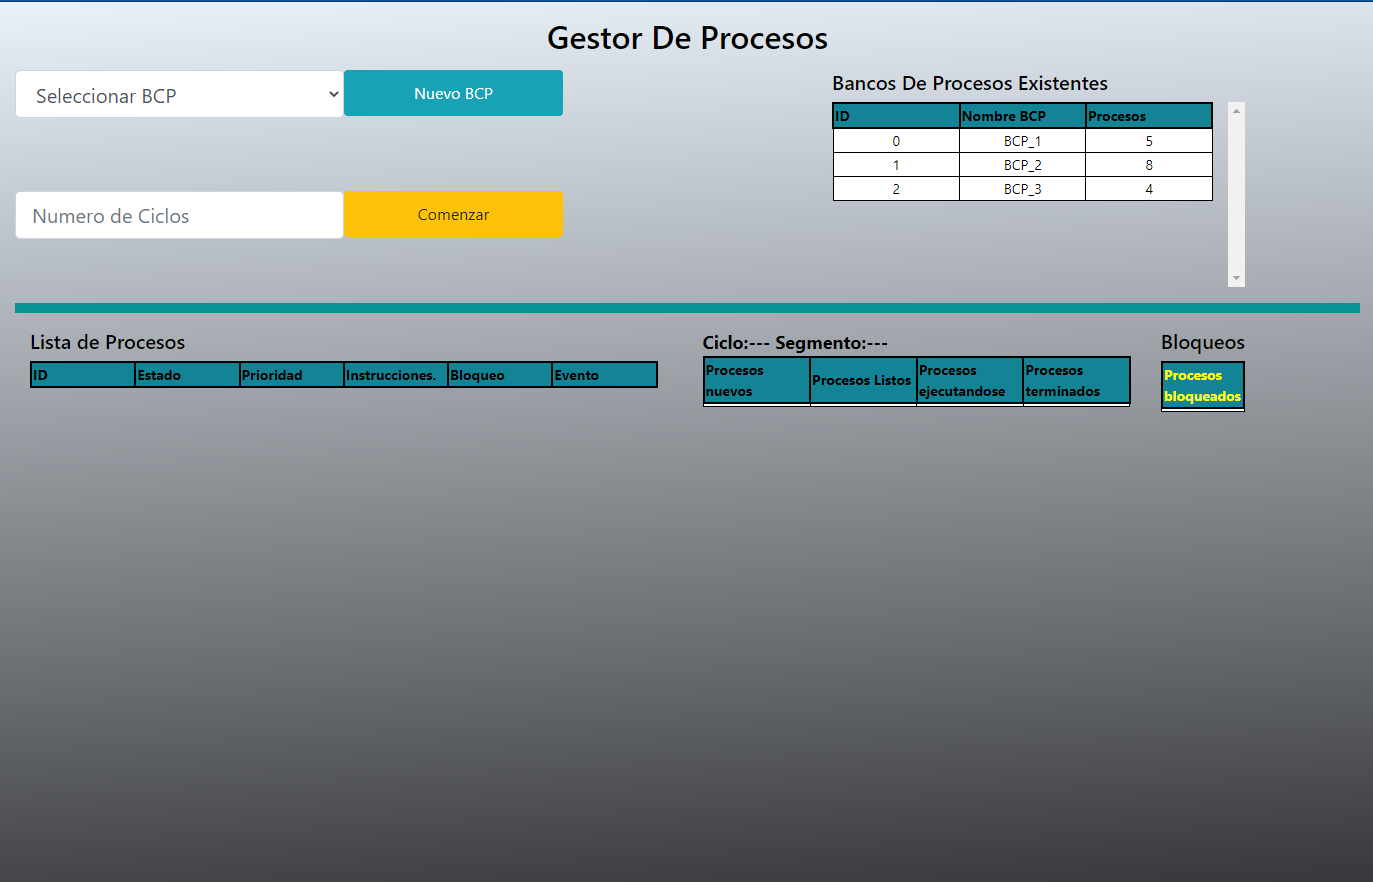 Gestor De Procesos
Seleccionar BCP
Nuevo BCP
Numero de Ciclos
Comenzar
Bancos De Procesos Existentes
ID Nombre BCP Procesos
0 BCP_1 5
1 BCP_2 8
2 BCP_3 4
Lista de Procesos
ID Estado Prioridad Instrucciones. Bloqueo Evento
Ciclo:--- Segmento:---
Procesos nuevos
Procesos Listos
Procesos ejecutandose
Procesos terminados
Bloqueos
Procesos
bloqueados